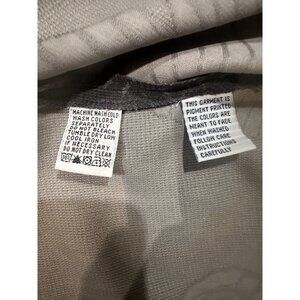 MACHINE WASH COLD
WASH COLORS
SEPARATELY
DO NOT BLEACH
TUMBLE DRY LOW
COOL IRON
IF NECESSARY
DO NOT DRY CLEAN
THIS GARMENT IS
PIGMENT PRINTED
THE COLORS ARE
MEANT TO FADE
WHEN WASHED
FOLLOW CARE
INSTRUCTIONS
CAREFULLY